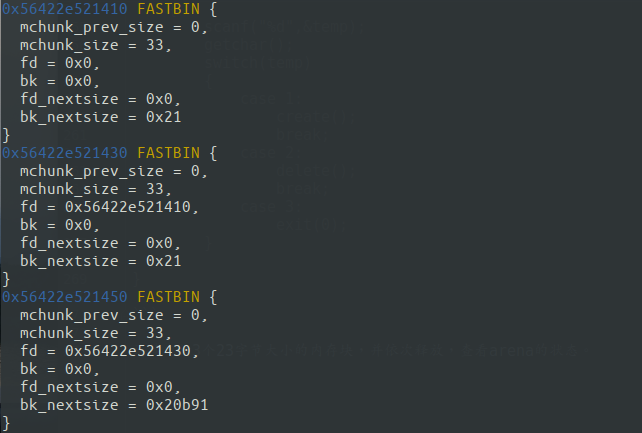 0x56422e521410 FASTBIN {
  mchunk_prev_size = 0,
  mchunk_size = 33,
  fd = 0x0,
  bk = 0x0,
  fd_nextsize = 0x0,
  bk_nextsize = 0x21
}
0x56422e521430 FASTBIN {
  mchunk_prev_size = 0,
  mchunk_size = 33,
  fd = 0x56422e521410,
  bk = 0x0,
  fd_nextsize = 0x0,
  bk_nextsize = 0x21
}
0x56422e521450 FASTBIN {
  mchunk_prev_size = 0,
  mchunk_size = 33,
  fd = 0x56422e521430,
  bk = 0x0,
  fd_nextsize = 0x0,
  bk_nextsize = 0x20b91
}